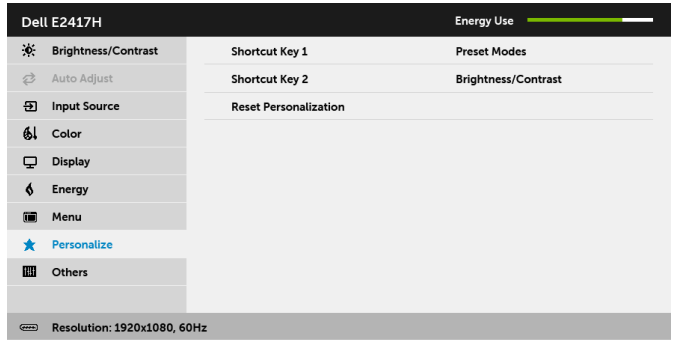 Dell E2417H
Energy Use
Brightness/Contrast
Shortcut Key 1 Preset Modes
Auto Adjust
Shortcut Key 2 Brightness/Contrast
Input Source
Reset Personalization
Color
Display
Energy
Menu
Personalize
Others
Resolution: 1920x1080, 60Hz